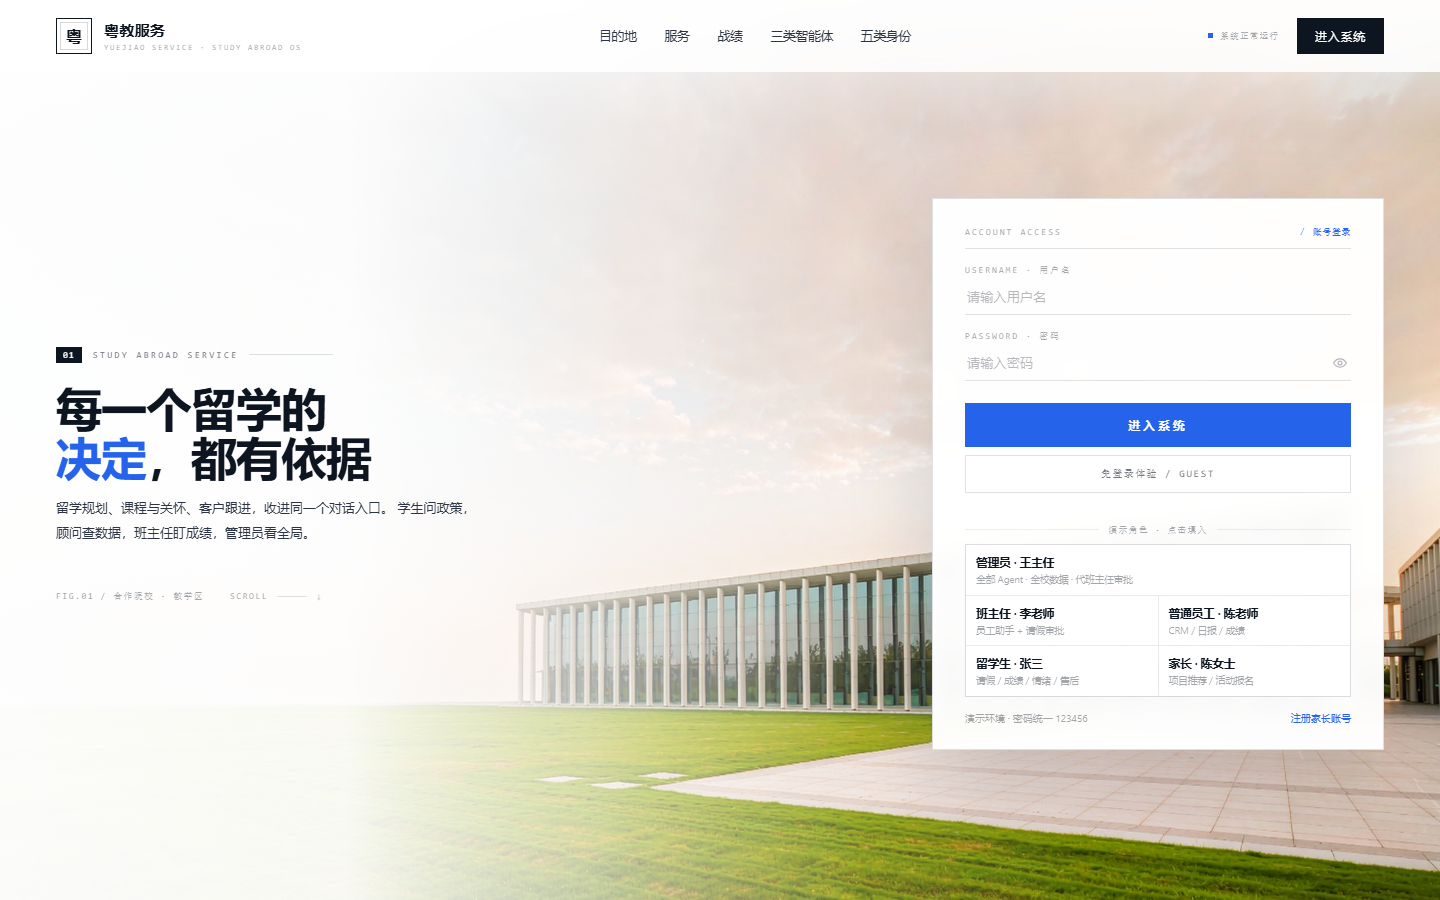 粤
粤教服务
YUEJIAO SERVICE · STUDY ABROAD OS
目的地
服务
战绩
三类智能体
五类身份
系统正常运行
进入系统
01 STUDY ABROAD SERVICE
每一个留学的
决定，都有依据
留学规划、课程与关怀、客户跟进，收进同一个对话入口。 学生问政策，
顾问查数据，班主任盯成绩，管理员看全局。
FIG.01 / 合作院校 · 教学区 SCROLL ↓
ACCOUNT ACCESS / 账号登录
USERNAME · 用户名
请输入用户名
PASSWORD · 密码
请输入密码
进入系统
免登录体验 / GUEST
演示角色 · 点击填入
管理员 · 王主任
全部 Agent · 全校数据 · 代班主任审批
班主任 · 李老师
员工助手 + 请假审批
普通员工 · 陈老师
CRM / 日报 / 成绩
留学生 · 张三
请假 / 成绩 / 情绪 / 售后
家长 · 陈女士
项目推荐 / 活动报名
演示环境 · 密码统一 123456
注册家长账号